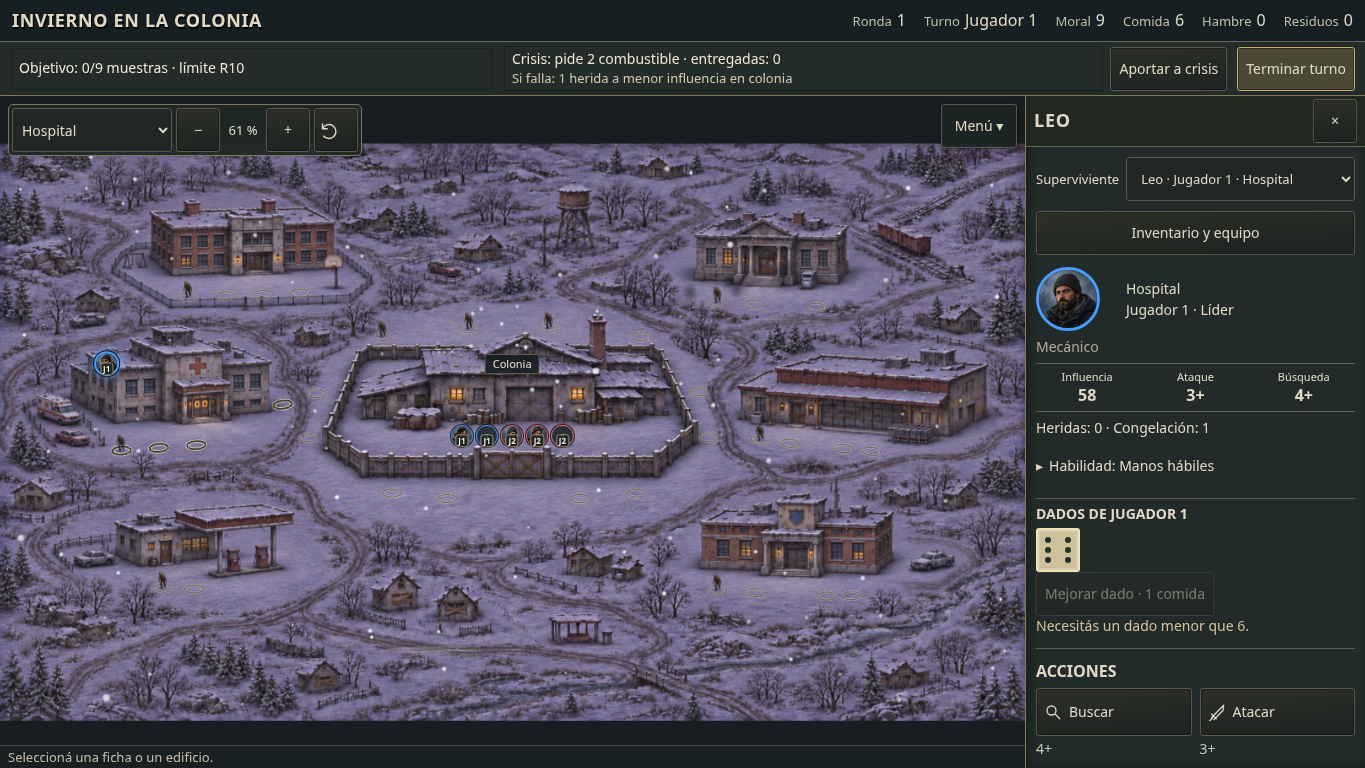 INVIERNO EN LA COLONIA
Ronda 1 Turno Jugador 1 Moral 9 Comida 6 Hambre 0 Residuos 0
Objetivo: 0/9 muestras · límite R10
Crisis: pide 2 combustible · entregadas: 0
Si falla: 1 herida a menor influencia en colonia
Aportar a crisis
Terminar turno
Hospital
−
61 %
+
Menú ▾
Colonia
J1
J1 J1 J2 J2 J2
Seleccioná una ficha o un edificio.
LEO
×
Superviviente
Leo · Jugador 1 · Hospital
Inventario y equipo
Hospital
Jugador 1 · Líder
Mecánico
Influencia Ataque Búsqueda
58 3+ 4+
Heridas: 0 · Congelación: 1
▸ Habilidad: Manos hábiles
DADOS DE JUGADOR 1
Mejorar dado · 1 comida
Necesitás un dado menor que 6.
ACCIONES
Buscar Atacar
4+ 3+